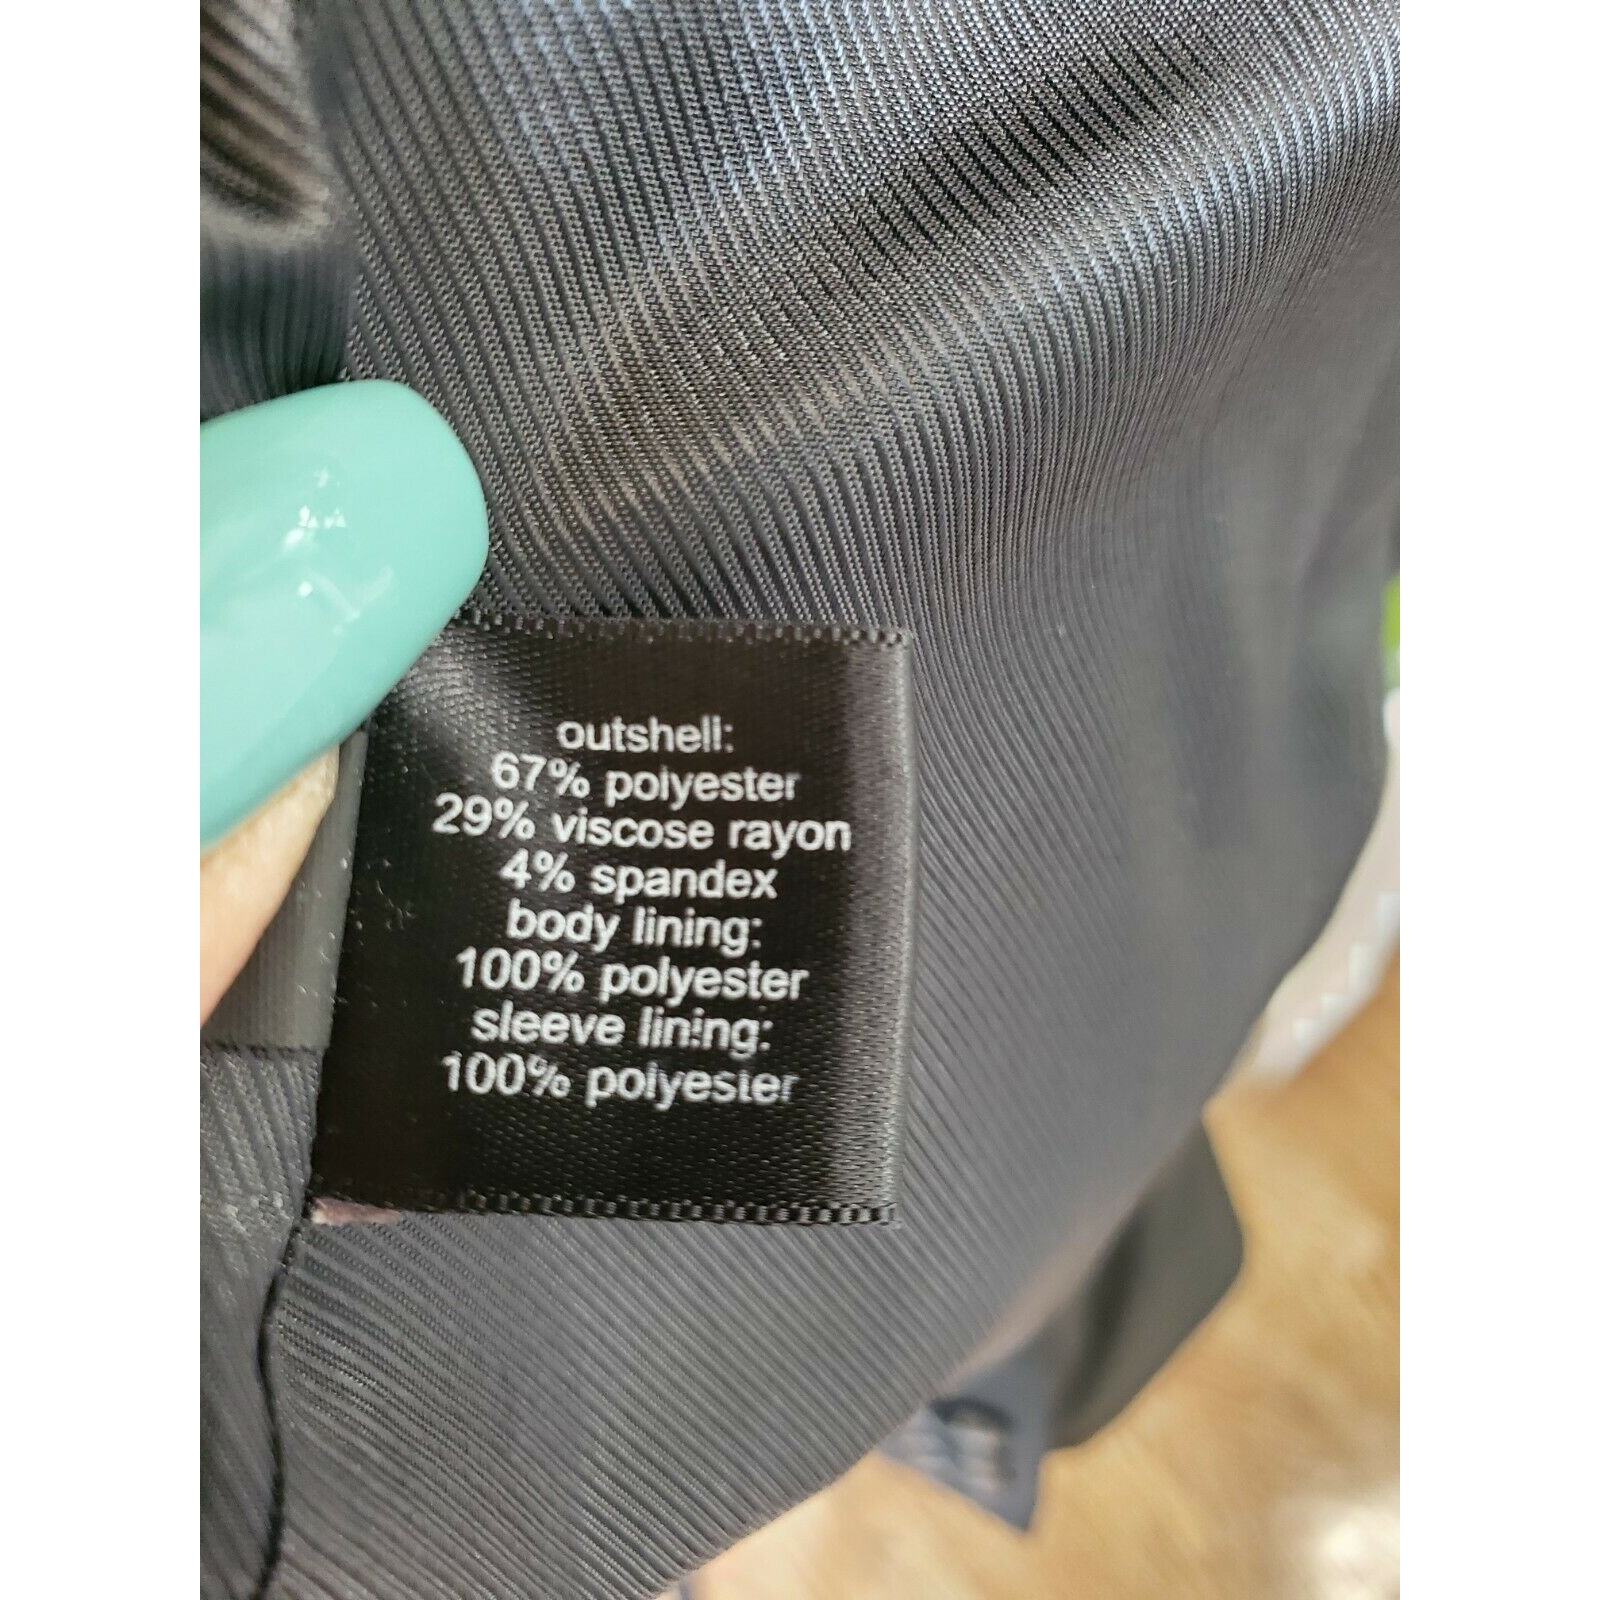 outshell:
67% polyester
29% viscose rayon
4% spandex
body lining:
100% polyester
sleeve lining:
100% polyester